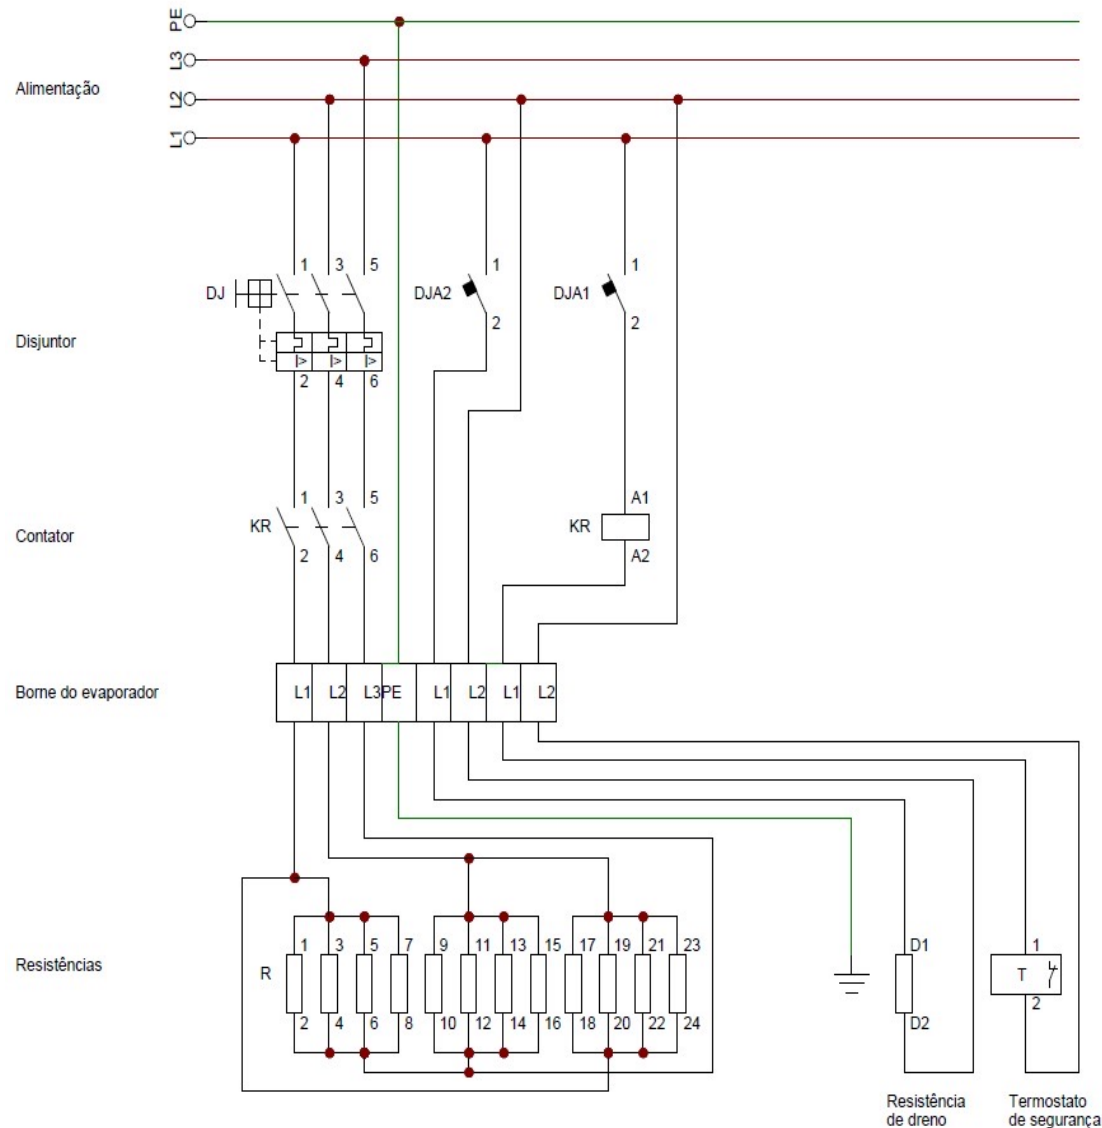 PE
L3
Alimentação
L2
L1
1 3 5 1 1
DJ DJA2 DJA1
2 2
Disjuntor
I> I> I>
2 4 6
1 3 5 A1
KR KR
Contator
2 4 6 A2
Borne do evaporador L1 L2 L3 PE L1 L2 L1 L2
1 3 5 7 9 11 13 15 17 19 21 23 D1 1
Resistências R T
2 4 6 8 10 12 14 16 18 20 22 24 D2 2
Resistência
de dreno
Termostato
de segurança